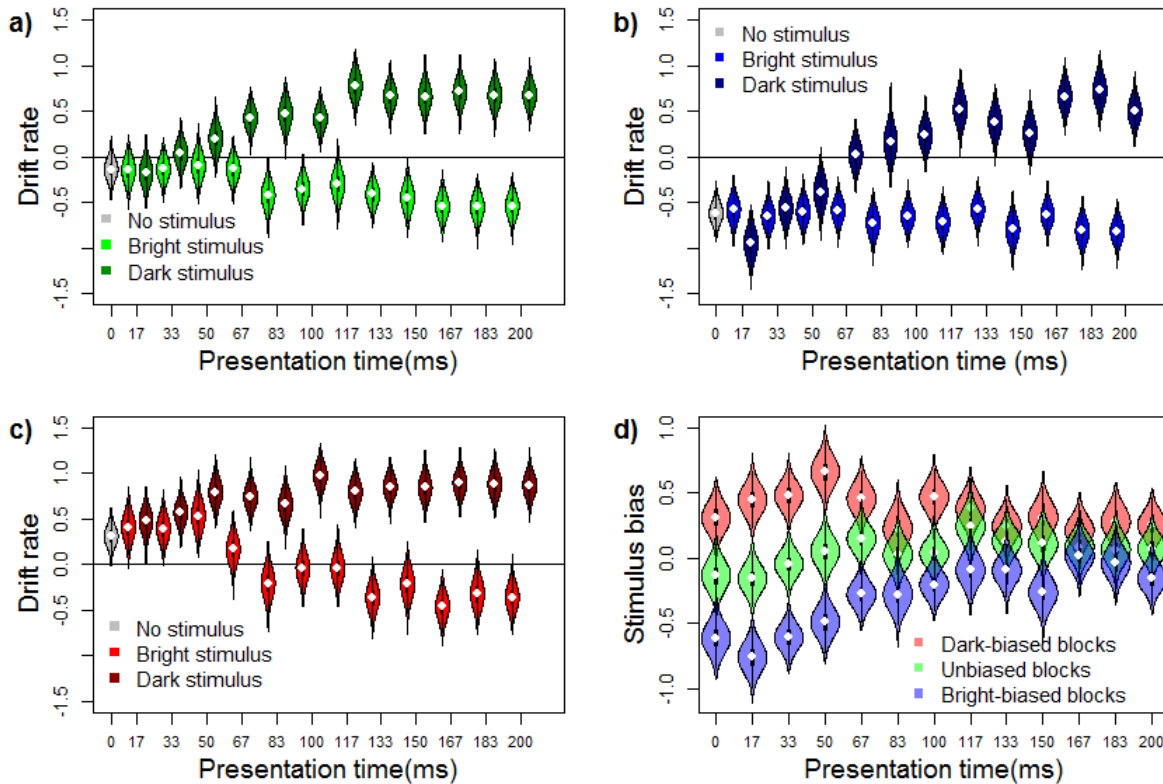 a)
Drift rate
1.5
1.0
0.5
0.0
-0.5
-1.5
No stimulus
Bright stimulus
Dark stimulus
0 17 33 50 67 83 100 117 133 150 167 183 200
Presentation time(ms)
b)
Drift rate
1.5
1.0
0.5
0.0
-0.5
-1.5
No stimulus
Bright stimulus
Dark stimulus
0 17 33 50 67 83 100 117 133 150 167 183 200
Presentation time (ms)
c)
Drift rate
1.5
1.0
0.5
0.0
-0.5
-1.5
No stimulus
Bright stimulus
Dark stimulus
0 17 33 50 67 83 100 117 133 150 167 183 200
Presentation time(ms)
d)
Stimulus bias
1.0
0.5
0.0
-0.5
-1.0
Dark-biased blocks
Unbiased blocks
Bright-biased blocks
0 17 33 50 67 83 100 117 133 150 167 183 200
Presentation time(ms)